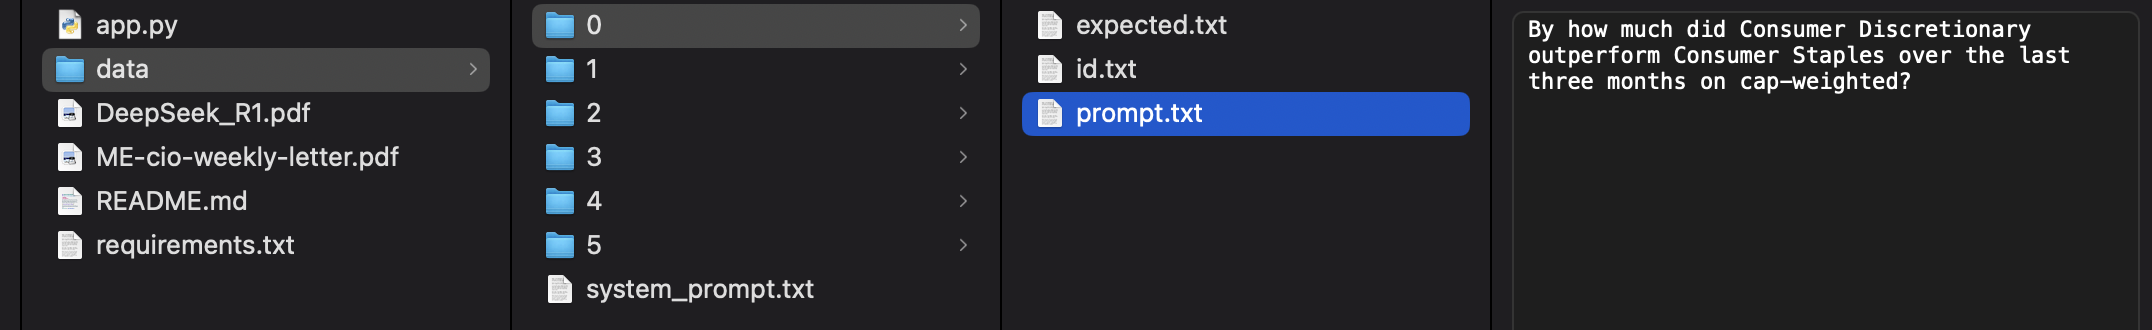 app.py
data
DeepSeek_R1.pdf
ME-cio-weekly-letter.pdf
README.md
requirements.txt
0
1
2
3
4
5
system_prompt.txt
expected.txt
id.txt
prompt.txt
By how much did Consumer Discretionary
outperform Consumer Staples over the last
three months on cap-weighted?